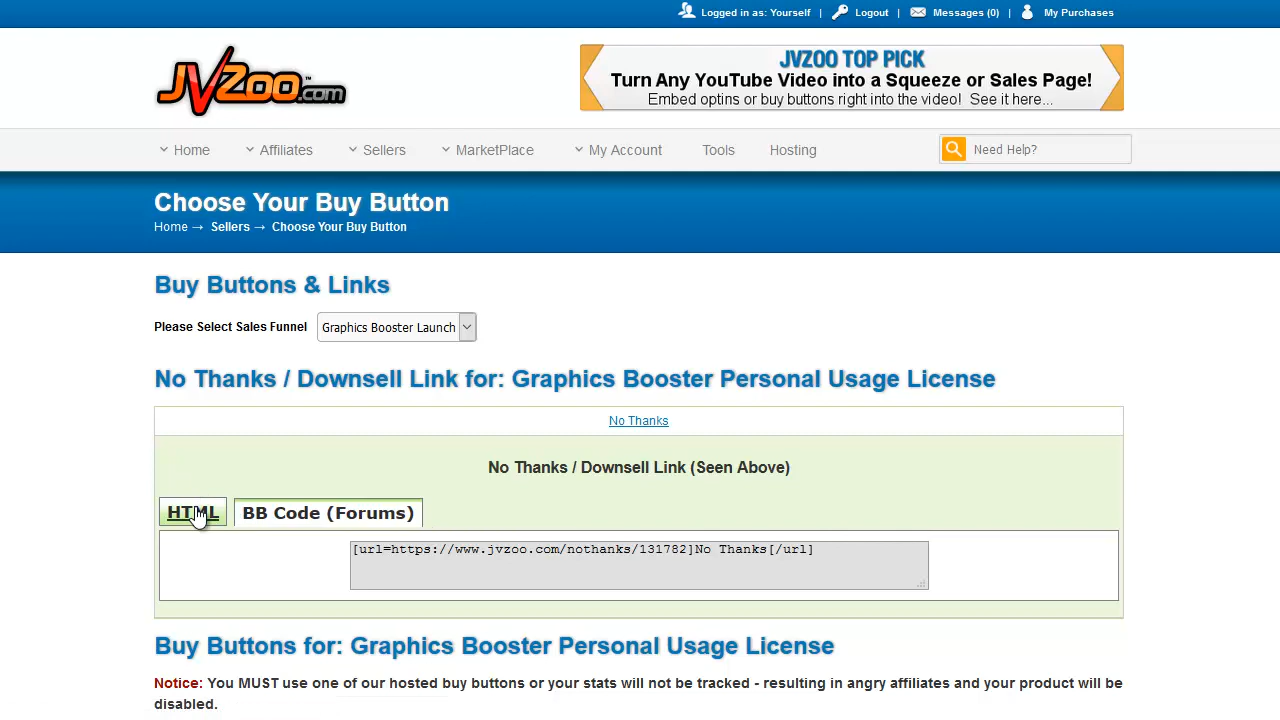 Logged in as: Yourself | Logout | Messages (0) | My Purchases
JVZoo.com™
JVZOO TOP PICK
Turn Any YouTube Video into a Squeeze or Sales Page!
Embed optins or buy buttons right into the video! See it here...
Home Affiliates Sellers MarketPlace My Account Tools Hosting Need Help?
Choose Your Buy Button
Home → Sellers → Choose Your Buy Button
Buy Buttons & Links
Please Select Sales Funnel Graphics Booster Launch
No Thanks / Downsell Link for: Graphics Booster Personal Usage License
No Thanks
No Thanks / Downsell Link (Seen Above)
HTML BB Code (Forums)
[url=https://www.jvzoo.com/nothanks/131782]No Thanks[/url]
Buy Buttons for: Graphics Booster Personal Usage License
Notice: You MUST use one of our hosted buy buttons or your stats will not be tracked - resulting in angry affiliates and your product will be
disabled.